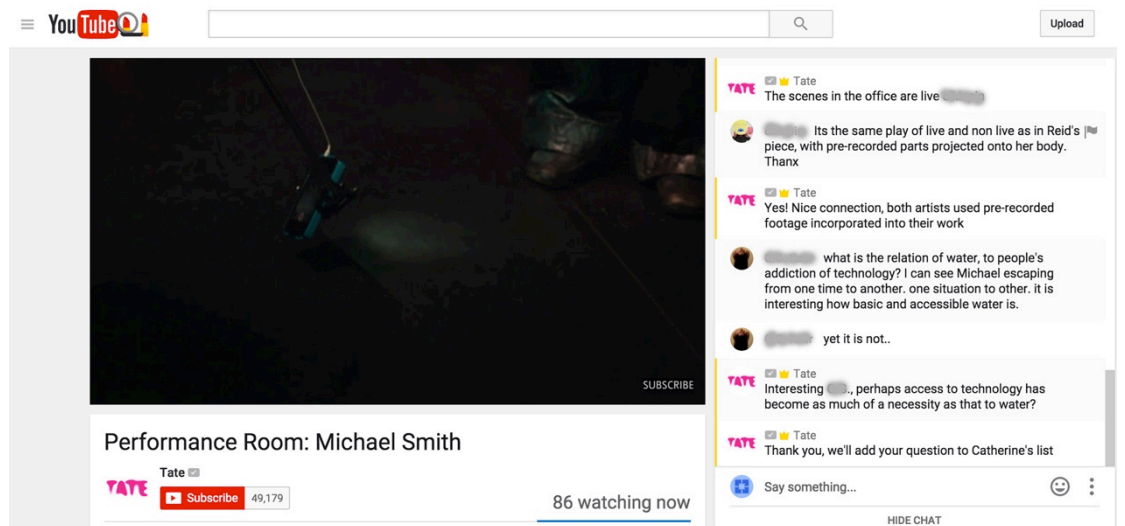 YouTube
Upload
SUBSCRIBE
Performance Room: Michael Smith
TATE
Tate
Subscribe 49,179
86 watching now
TATE Tate
The scenes in the office are live
Its the same play of live and non live as in Reid's
piece, with pre-recorded parts projected onto her body.
Thanx
TATE Tate
Yes! Nice connection, both artists used pre-recorded
footage incorporated into their work
what is the relation of water, to people's
addiction of technology? I can see Michael escaping
from one time to another. one situation to other. it is
interesting how basic and accessible water is.
yet it is not..
TATE Tate
Interesting ., perhaps access to technology has
become as much of a necessity as that to water?
TATE Tate
Thank you, we'll add your question to Catherine's list
Say something...
HIDE CHAT